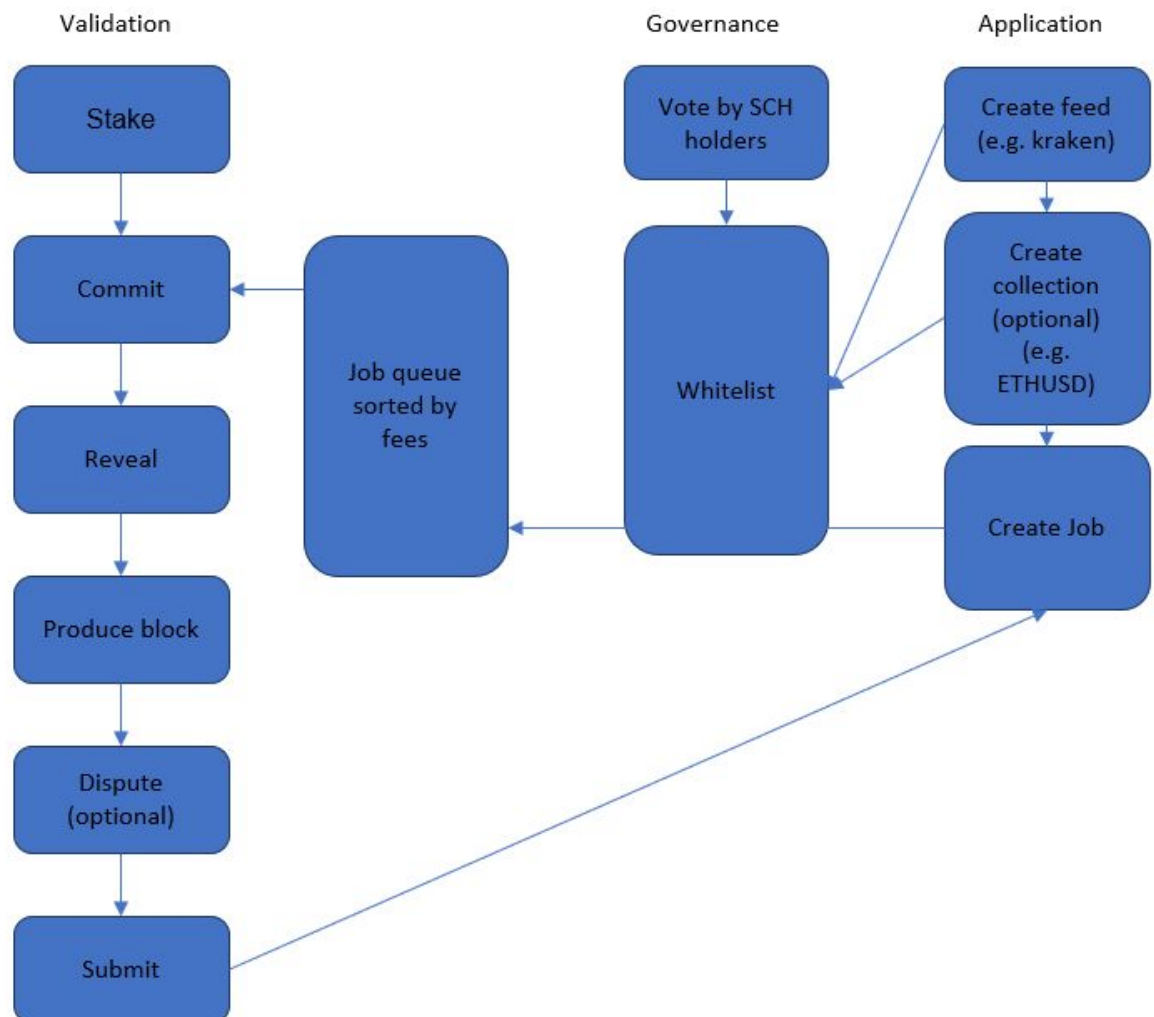 Validation
Governance
Application
Stake
Vote by SCH
holders
Create feed
(e.g. kraken)
Commit
Job queue
sorted by
fees
Whitelist
Create
collection
(optional)
(e.g.
ETHUSD)
Reveal
Create Job
Produce block
Dispute
(optional)
Submit